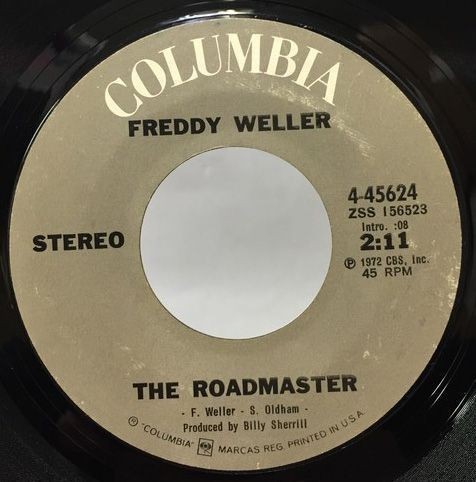 COLUMBIA
FREDDY WELLER
4-45624
ZSS 156523
Intro. :08
STEREO
2:11
℗ 1972 CBS, Inc.
45 RPM
THE ROADMASTER
- F. Weller - S. Oldham -
Produced by Billy Sherrill
® "COLUMBIA" MARCAS REG. PRINTED IN U.S.A.